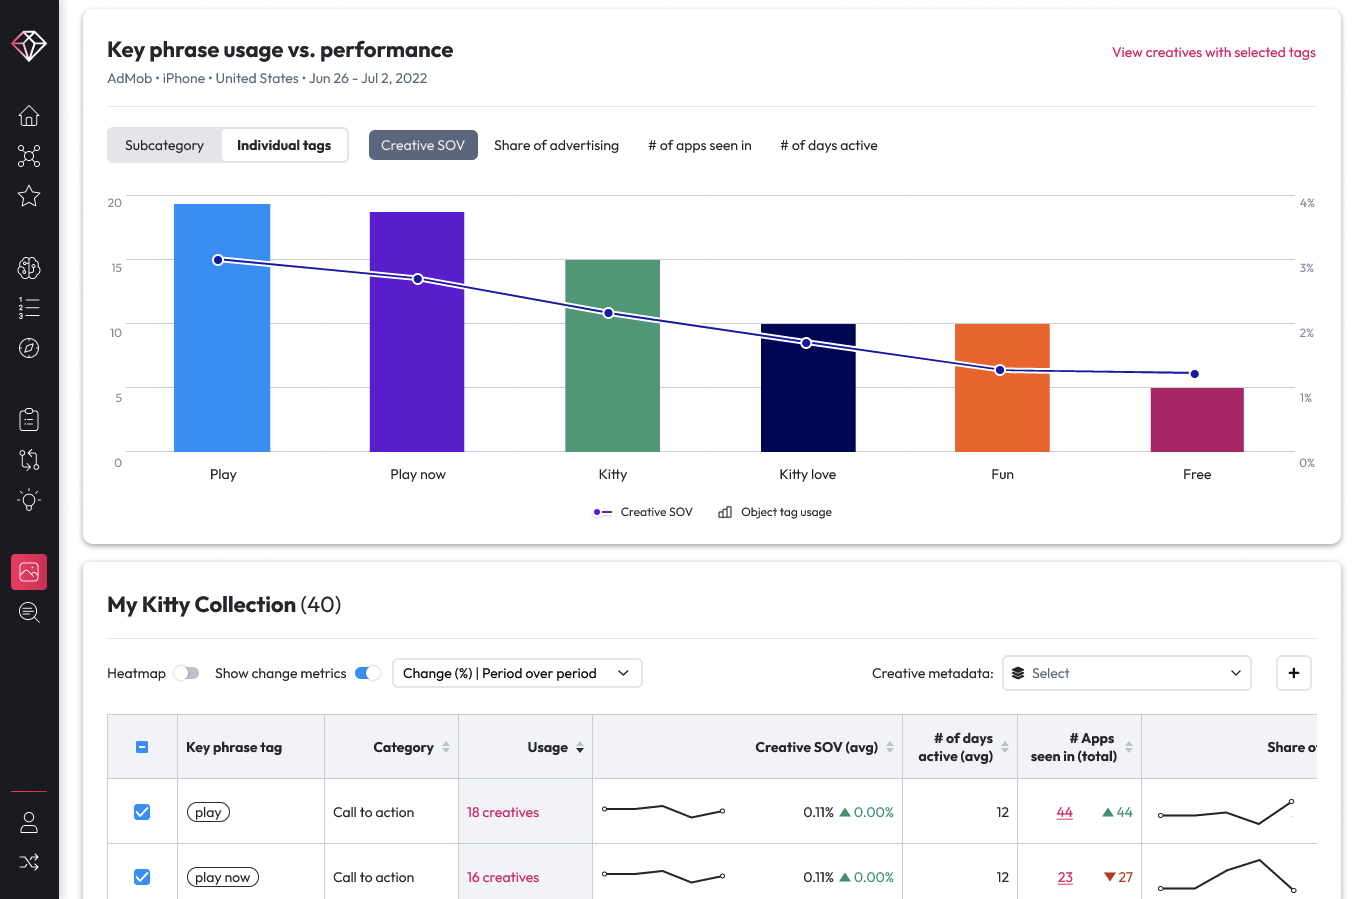 Key phrase usage vs. performance
View creatives with selected tags
AdMob • iPhone • United States • Jun 26 - Jul 2, 2022
Subcategory
Individual tags
Creative SOV
Share of advertising
# of apps seen in
# of days active
20
15
10
5
0
4%
3%
2%
1%
0%
Play
Play now
Kitty
Kitty love
Fun
Free
Creative SOV
Object tag usage
My Kitty Collection (40)
Heatmap
Show change metrics
Change (%) | Period over period
Creative metadata:
Select
+
Key phrase tag
Category
Usage
Creative SOV (avg)
# of days
active (avg)
# Apps
seen in (total)
Share
play
Call to action
18 creatives
0.11% ▲ 0.00%
12
44
▲ 44
play now
Call to action
16 creatives
0.11% ▲ 0.00%
12
23
▼ 27